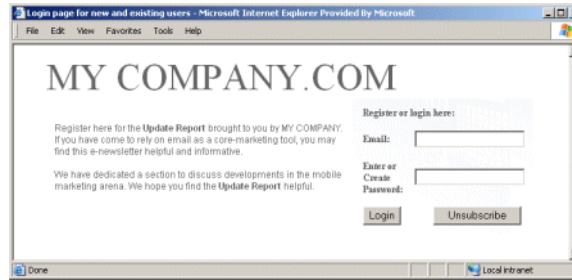 Login page for new and existing users - Microsoft Internet Explorer Provided By Microsoft
File Edit View Favorites Tools Help
MY COMPANY.COM
Register or login here:
Register here for the Update Report brought to you by MY COMPANY.
If you have come to rely on email as a core-marketing tool, you may
find this e-newsletter helpful and informative.
We have dedicated a section to discuss developments in the mobile
marketing arena. We hope you find the Update Report helpful.
Email:
Enter or
Create
Password:
Login Unsubscribe
Done Local intranet